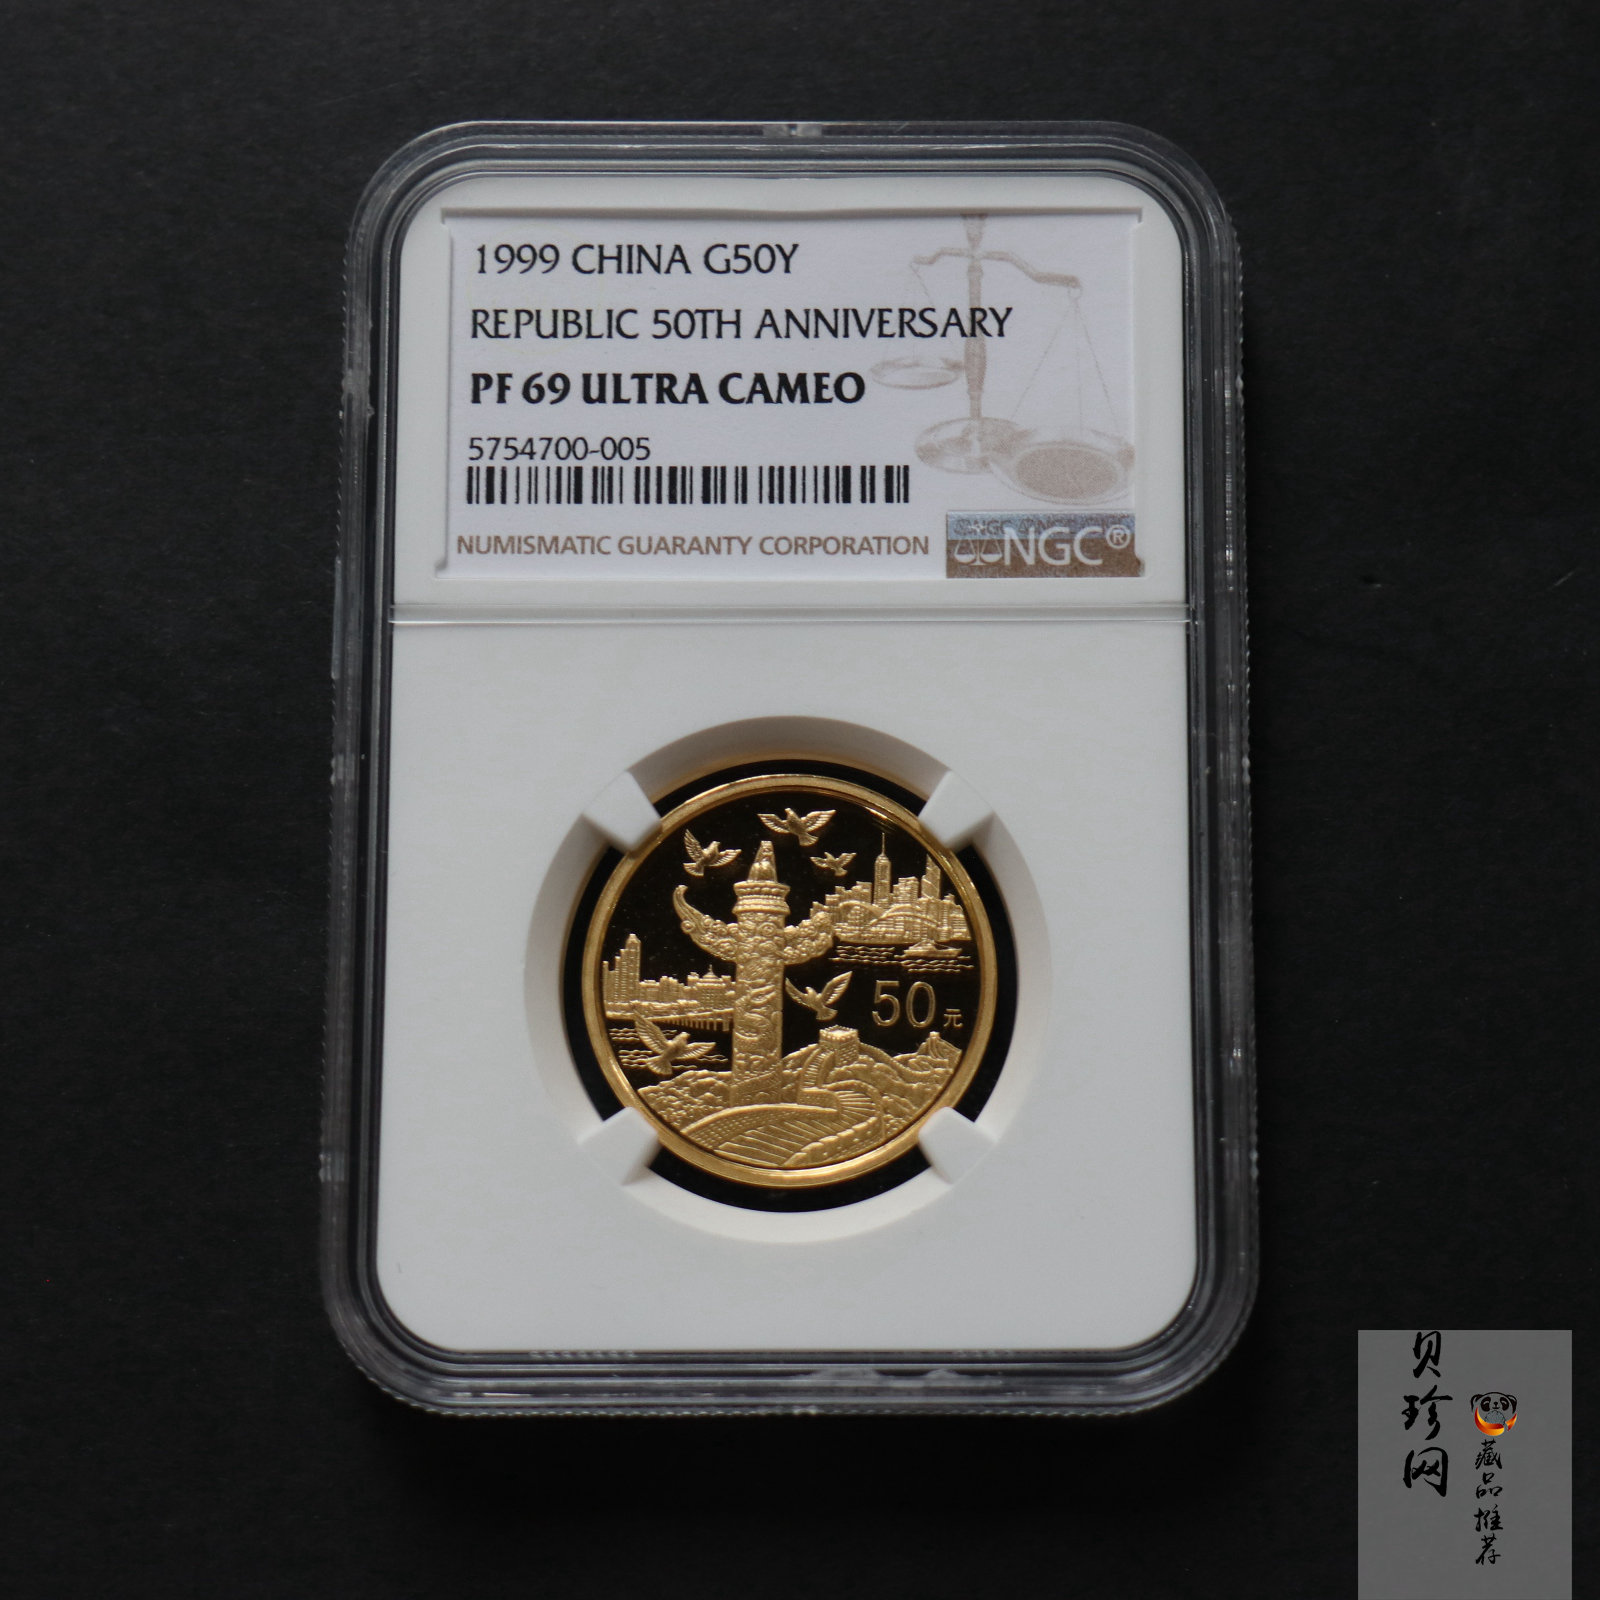 1999 CHINA G50Y
REPUBLIC 50TH ANNIVERSARY
PF 69 ULTRA CAMEO
5754700-005
NUMISMATIC GUARANTY CORPORATION
NGC®
50元
贝珍网
藏品推荐